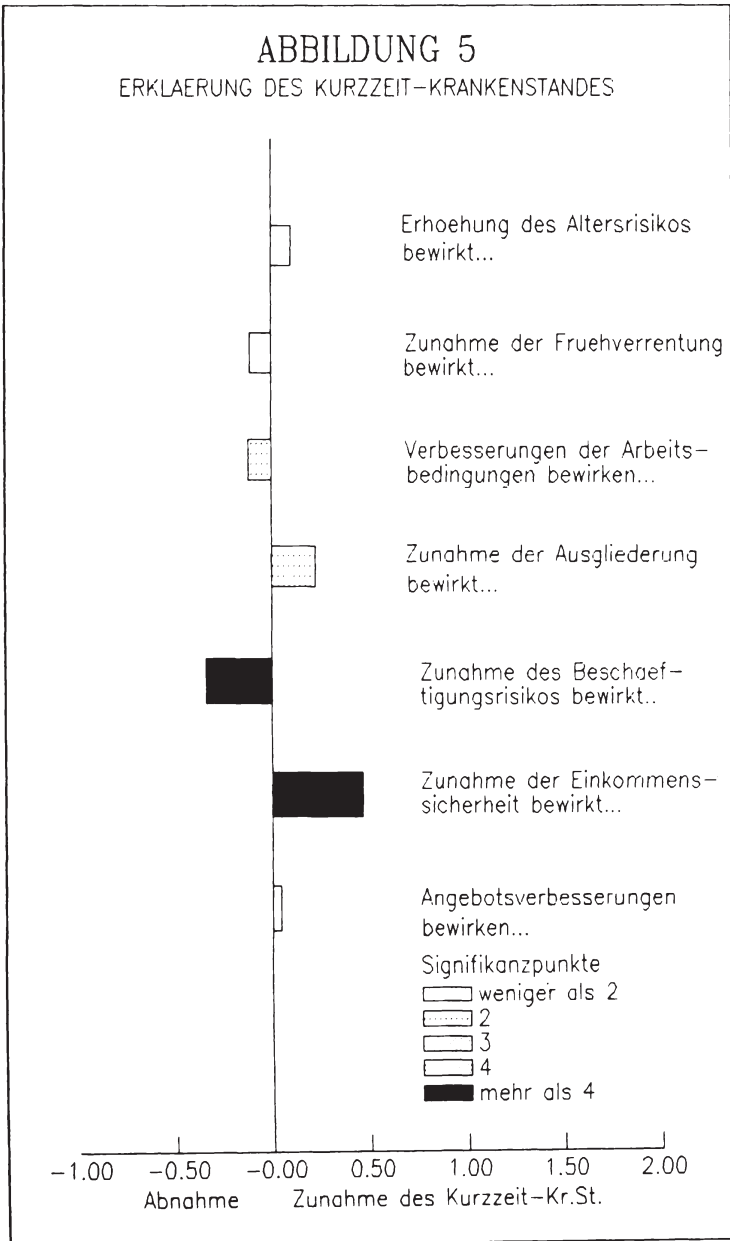 ABBILDUNG 5
ERKLAERUNG DES KURZZEIT-KRANKENSTANDES
Erhoehung des Altersrisikos
bewirkt...
Zunahme der Fruehverrentung
bewirkt...
Verbesserungen der Arbeits-
bedingungen bewirken...
Zunahme der Ausgliederung
bewirkt...
Zunahme des Beschaef-
tigungsrisikos bewirkt..
Zunahme der Einkommens-
sicherheit bewirkt...
Angebotsverbesserungen
bewirken...
Signifikanzpunkte
weniger als 2
2
3
4
mehr als 4
-1.00 -0.50 -0.00 0.50 1.00 1.50 2.00
Abnahme Zunahme des Kurzzeit-Kr.St.